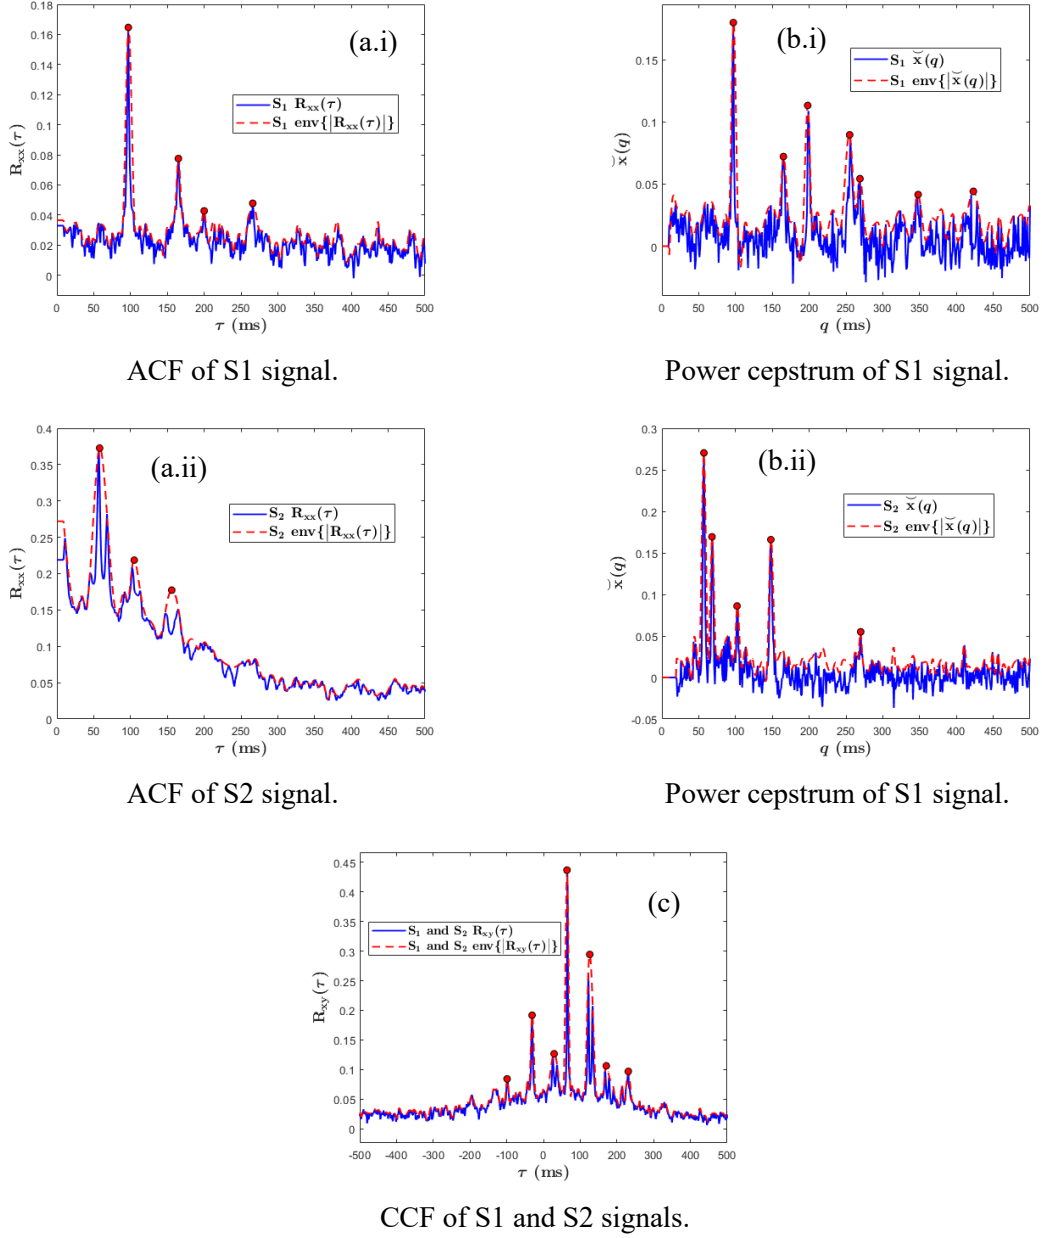 (a.i)
S₁ Rₓₓ(τ)
S₁ env{|Rₓₓ(τ)|}
Rₓₓ(τ)
0.18
0.16
0.14
0.12
0.1
0.08
0.06
0.04
0.02
0
0 50 100 150 200 250 300 350 400 450 500
τ (ms)
ACF of S1 signal.
(b.i)
S₁ x̆(q)
S₁ env{|x̆(q)|}
x̆(q)
0.15
0.1
0.05
0
0 50 100 150 200 250 300 350 400 450 500
q (ms)
Power cepstrum of S1 signal.
(a.ii)
S₂ Rₓₓ(τ)
S₂ env{|Rₓₓ(τ)|}
Rₓₓ(τ)
0.4
0.35
0.3
0.25
0.2
0.15
0.1
0.05
0
0 50 100 150 200 250 300 350 400 450 500
τ (ms)
ACF of S2 signal.
(b.ii)
S₂ x̆(q)
S₂ env{|x̆(q)|}
x̆(q)
0.3
0.25
0.2
0.15
0.1
0.05
0
-0.05
0 50 100 150 200 250 300 350 400 450 500
q (ms)
Power cepstrum of S1 signal.
(c)
S₁ and S₂ Rxy(τ)
S₁ and S₂ env{|Rxy(τ)|}
Rxy(τ)
0.45
0.4
0.35
0.3
0.25
0.2
0.15
0.1
0.05
0
-500 -400 -300 -200 -100 0 100 200 300 400 500
τ (ms)
CCF of S1 and S2 signals.